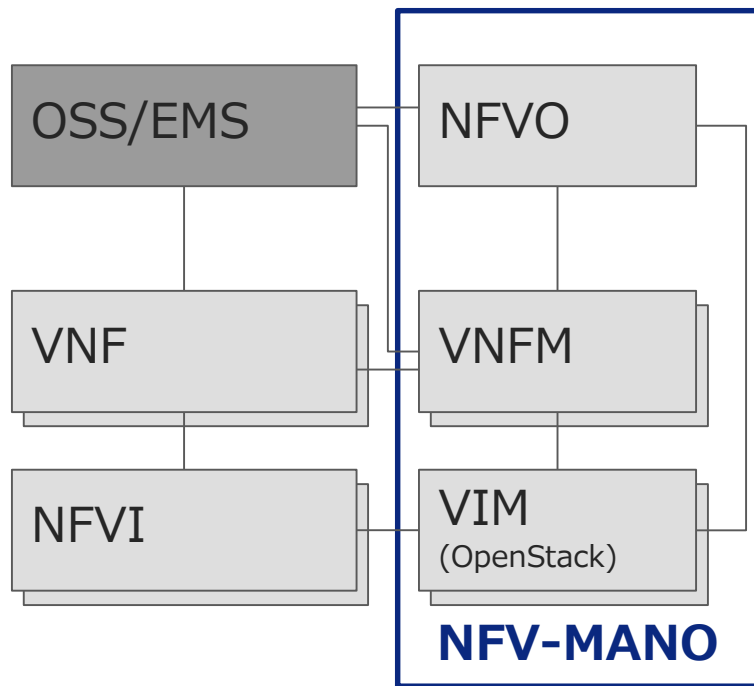 OSS/EMS
NFVO
VNF
VNFM
NFVI
VIM
(OpenStack)
NFV-MANO